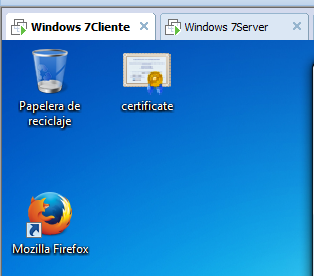 Windows 7Cliente
Windows 7Server
Papelera de
reciclaje
certificate
Mozilla Firefox